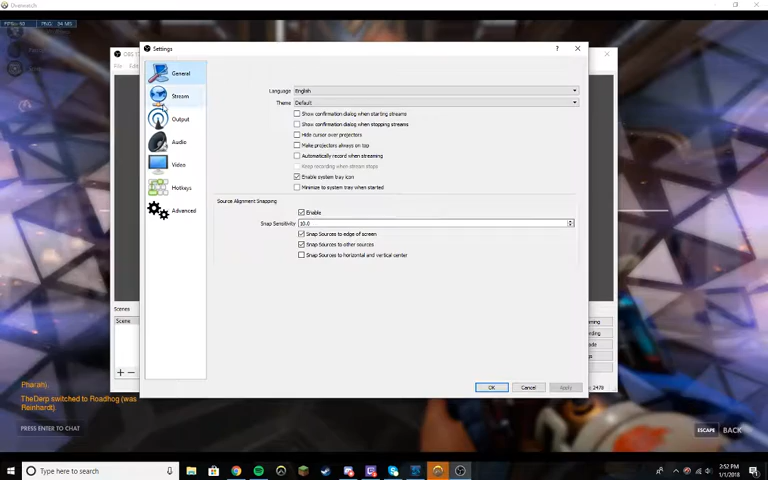 Overwatch
Settings
?
OBS
File
General
Stream
Output
Audio
Video
Hotkeys
Advanced
Language English
Theme Default
Show confirmation dialog when starting streams
Show confirmation dialog when stopping streams
Hide cursor over projectors
Make projectors always on top
Automatically record when streaming
Keep recording when stream stops
Enable system tray icon
Minimize to system tray when started
Source Alignment Snapping
Enable
Snap Sensitivity 10.0
Snap Sources to edge of screen
Snap Sources to other sources
Snap Sources to horizontal and vertical center
Scenes
Scene
OK
Cancel
Apply
Pharah).
TheDerp switched to Roadhog (was
Reinhardt).
PRESS ENTER TO CHAT
ESCAPE
BACK
Type here to search
2:52 PM
1/1/2018